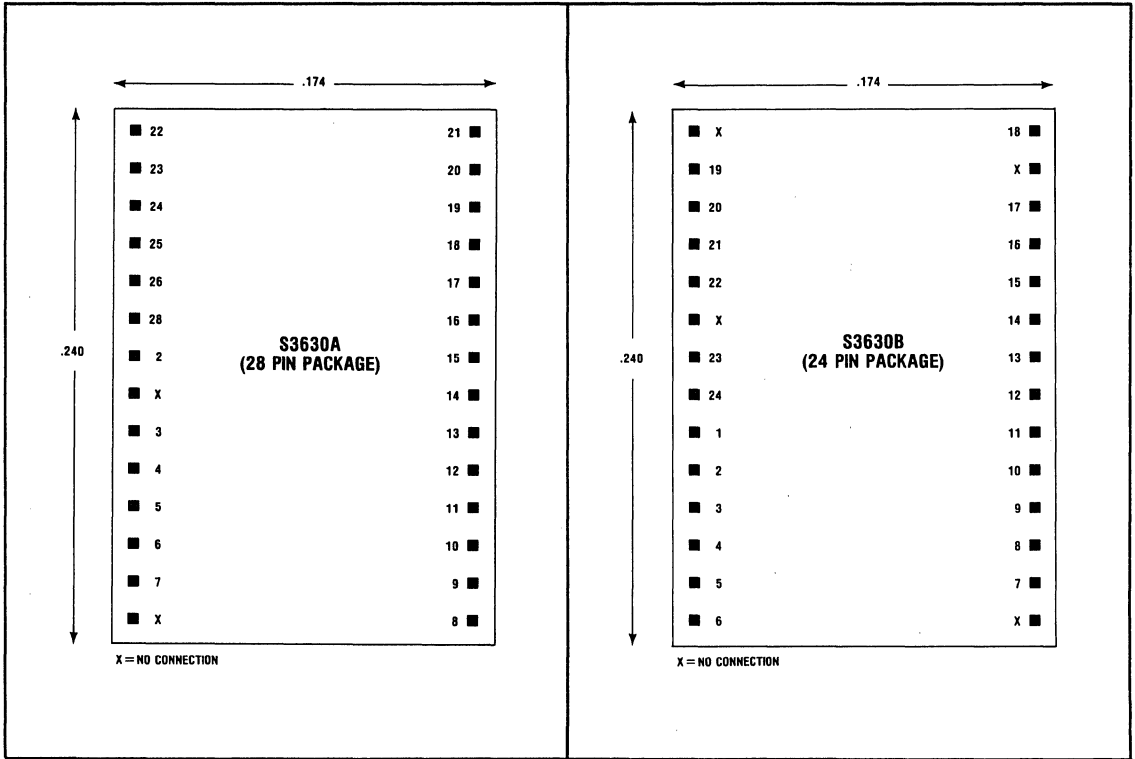 .174
.240
22 21
23 20
24 19
25 18
26 17
28 16
2 15
X 14
3 13
4 12
5 11
6 10
7 9
X 8
S3630A
(28 PIN PACKAGE)
X = NO CONNECTION
.174
.240
X 18
19 X
20 17
21 16
22 15
X 14
23 13
24 12
1 11
2 10
3 9
4 8
5 7
6 X
S3630B
(24 PIN PACKAGE)
X = NO CONNECTION